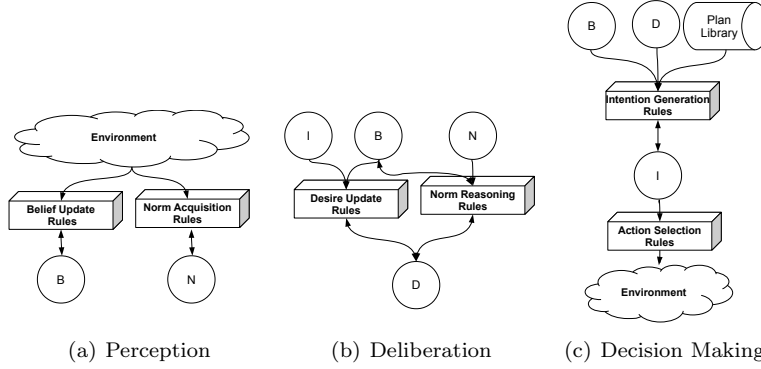 Environment
Belief Update
Rules
Norm Acquisition
Rules
B
N
(a) Perception
I
B
N
Desire Update
Rules
Norm Reasoning
Rules
D
(b) Deliberation
B
D
Plan
Library
Intention Generation
Rules
I
Action Selection
Rules
Environment
(c) Decision Making